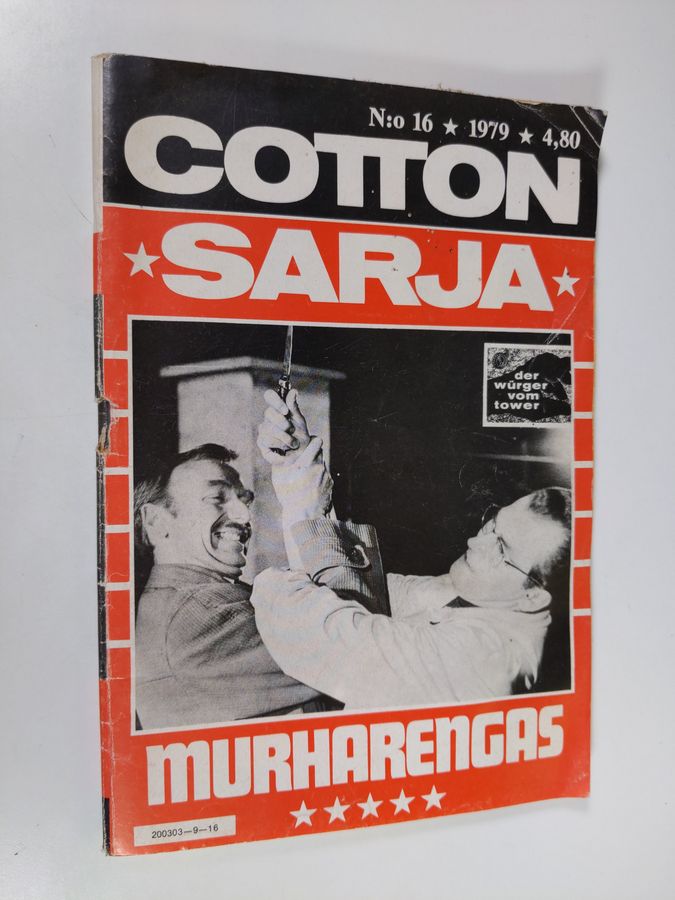 N:o 16 ★ 1979 ★ 4,80
COTTON
★SARJA★
der
würger
vom
tower
MURHARENGAS
★★★★★
200303—9—16